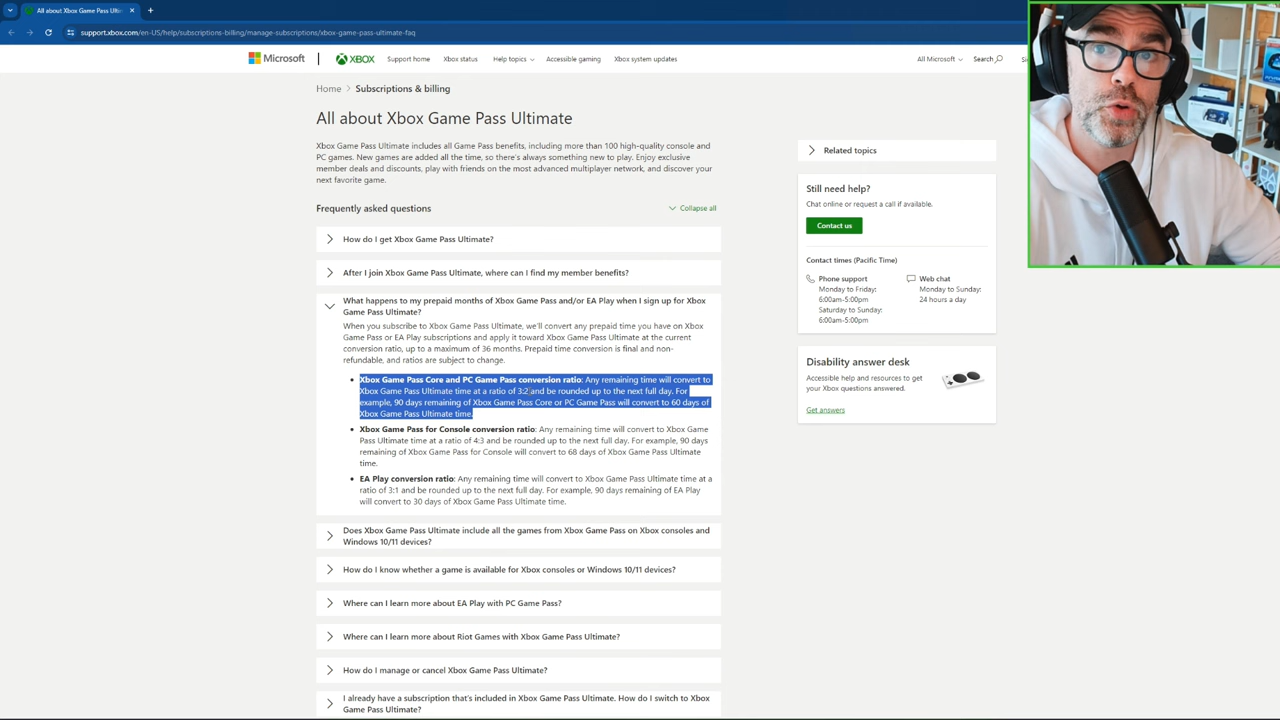 All about Xbox Game Pass Ultim
support.xbox.com/en-US/help/subscriptions-billing/manage-subscriptions/xbox-game-pass-ultimate-faq
Microsoft
XBOX
Support home
Xbox status
Help topics
Accessible gaming
Xbox system updates
All Microsoft
Search
Home > Subscriptions & billing
All about Xbox Game Pass Ultimate
Xbox Game Pass Ultimate includes all Game Pass benefits, including more than 100 high-quality console and
PC games. New games are added all the time, so there's always something new to play. Enjoy exclusive
member deals and discounts, play with friends on the most advanced multiplayer network, and discover your
next favorite game.
Frequently asked questions
Collapse all
How do I get Xbox Game Pass Ultimate?
After I join Xbox Game Pass Ultimate, where can I find my member benefits?
What happens to my prepaid months of Xbox Game Pass and/or EA Play when I sign up for Xbox
Game Pass Ultimate?
When you subscribe to Xbox Game Pass Ultimate, we'll convert any prepaid time you have on Xbox
Game Pass or EA Play subscriptions and apply it toward Xbox Game Pass Ultimate at the current
conversion ratio, up to a maximum of 36 months. Prepaid time conversion is final and non-
refundable, and ratios are subject to change.
• Xbox Game Pass Core and PC Game Pass conversion ratio: Any remaining time will convert to
Xbox Game Pass Ultimate time at a ratio of 3:2 and be rounded up to the next full day. For
example, 90 days remaining of Xbox Game Pass Core or PC Game Pass will convert to 60 days of
Xbox Game Pass Ultimate time.
• Xbox Game Pass for Console conversion ratio: Any remaining time will convert to Xbox Game
Pass Ultimate time at a ratio of 4:3 and be rounded up to the next full day. For example, 90 days
remaining of Xbox Game Pass for Console will convert to 68 days of Xbox Game Pass Ultimate
time.
• EA Play conversion ratio: Any remaining time will convert to Xbox Game Pass Ultimate time at a
ratio of 3:1 and be rounded up to the next full day. For example, 90 days remaining of EA Play
will convert to 30 days of Xbox Game Pass Ultimate time.
Does Xbox Game Pass Ultimate include all the games from Xbox Game Pass on Xbox consoles and
Windows 10/11 devices?
How do I know whether a game is available for Xbox consoles or Windows 10/11 devices?
Where can I learn more about EA Play with PC Game Pass?
Where can I learn more about Riot Games with Xbox Game Pass Ultimate?
How do I manage or cancel Xbox Game Pass Ultimate?
I already have a subscription that's included in Xbox Game Pass Ultimate. How do I switch to Xbox
Game Pass Ultimate?
Related topics
Still need help?
Chat online or request a call if available.
Contact us
Contact times (Pacific Time)
Phone support
Monday to Friday:
6:00am-5:00pm
Saturday to Sunday:
6:00am-5:00pm
Web chat
Monday to Sunday:
24 hours a day
Disability answer desk
Accessible help and resources to get
your Xbox questions answered.
Get answers